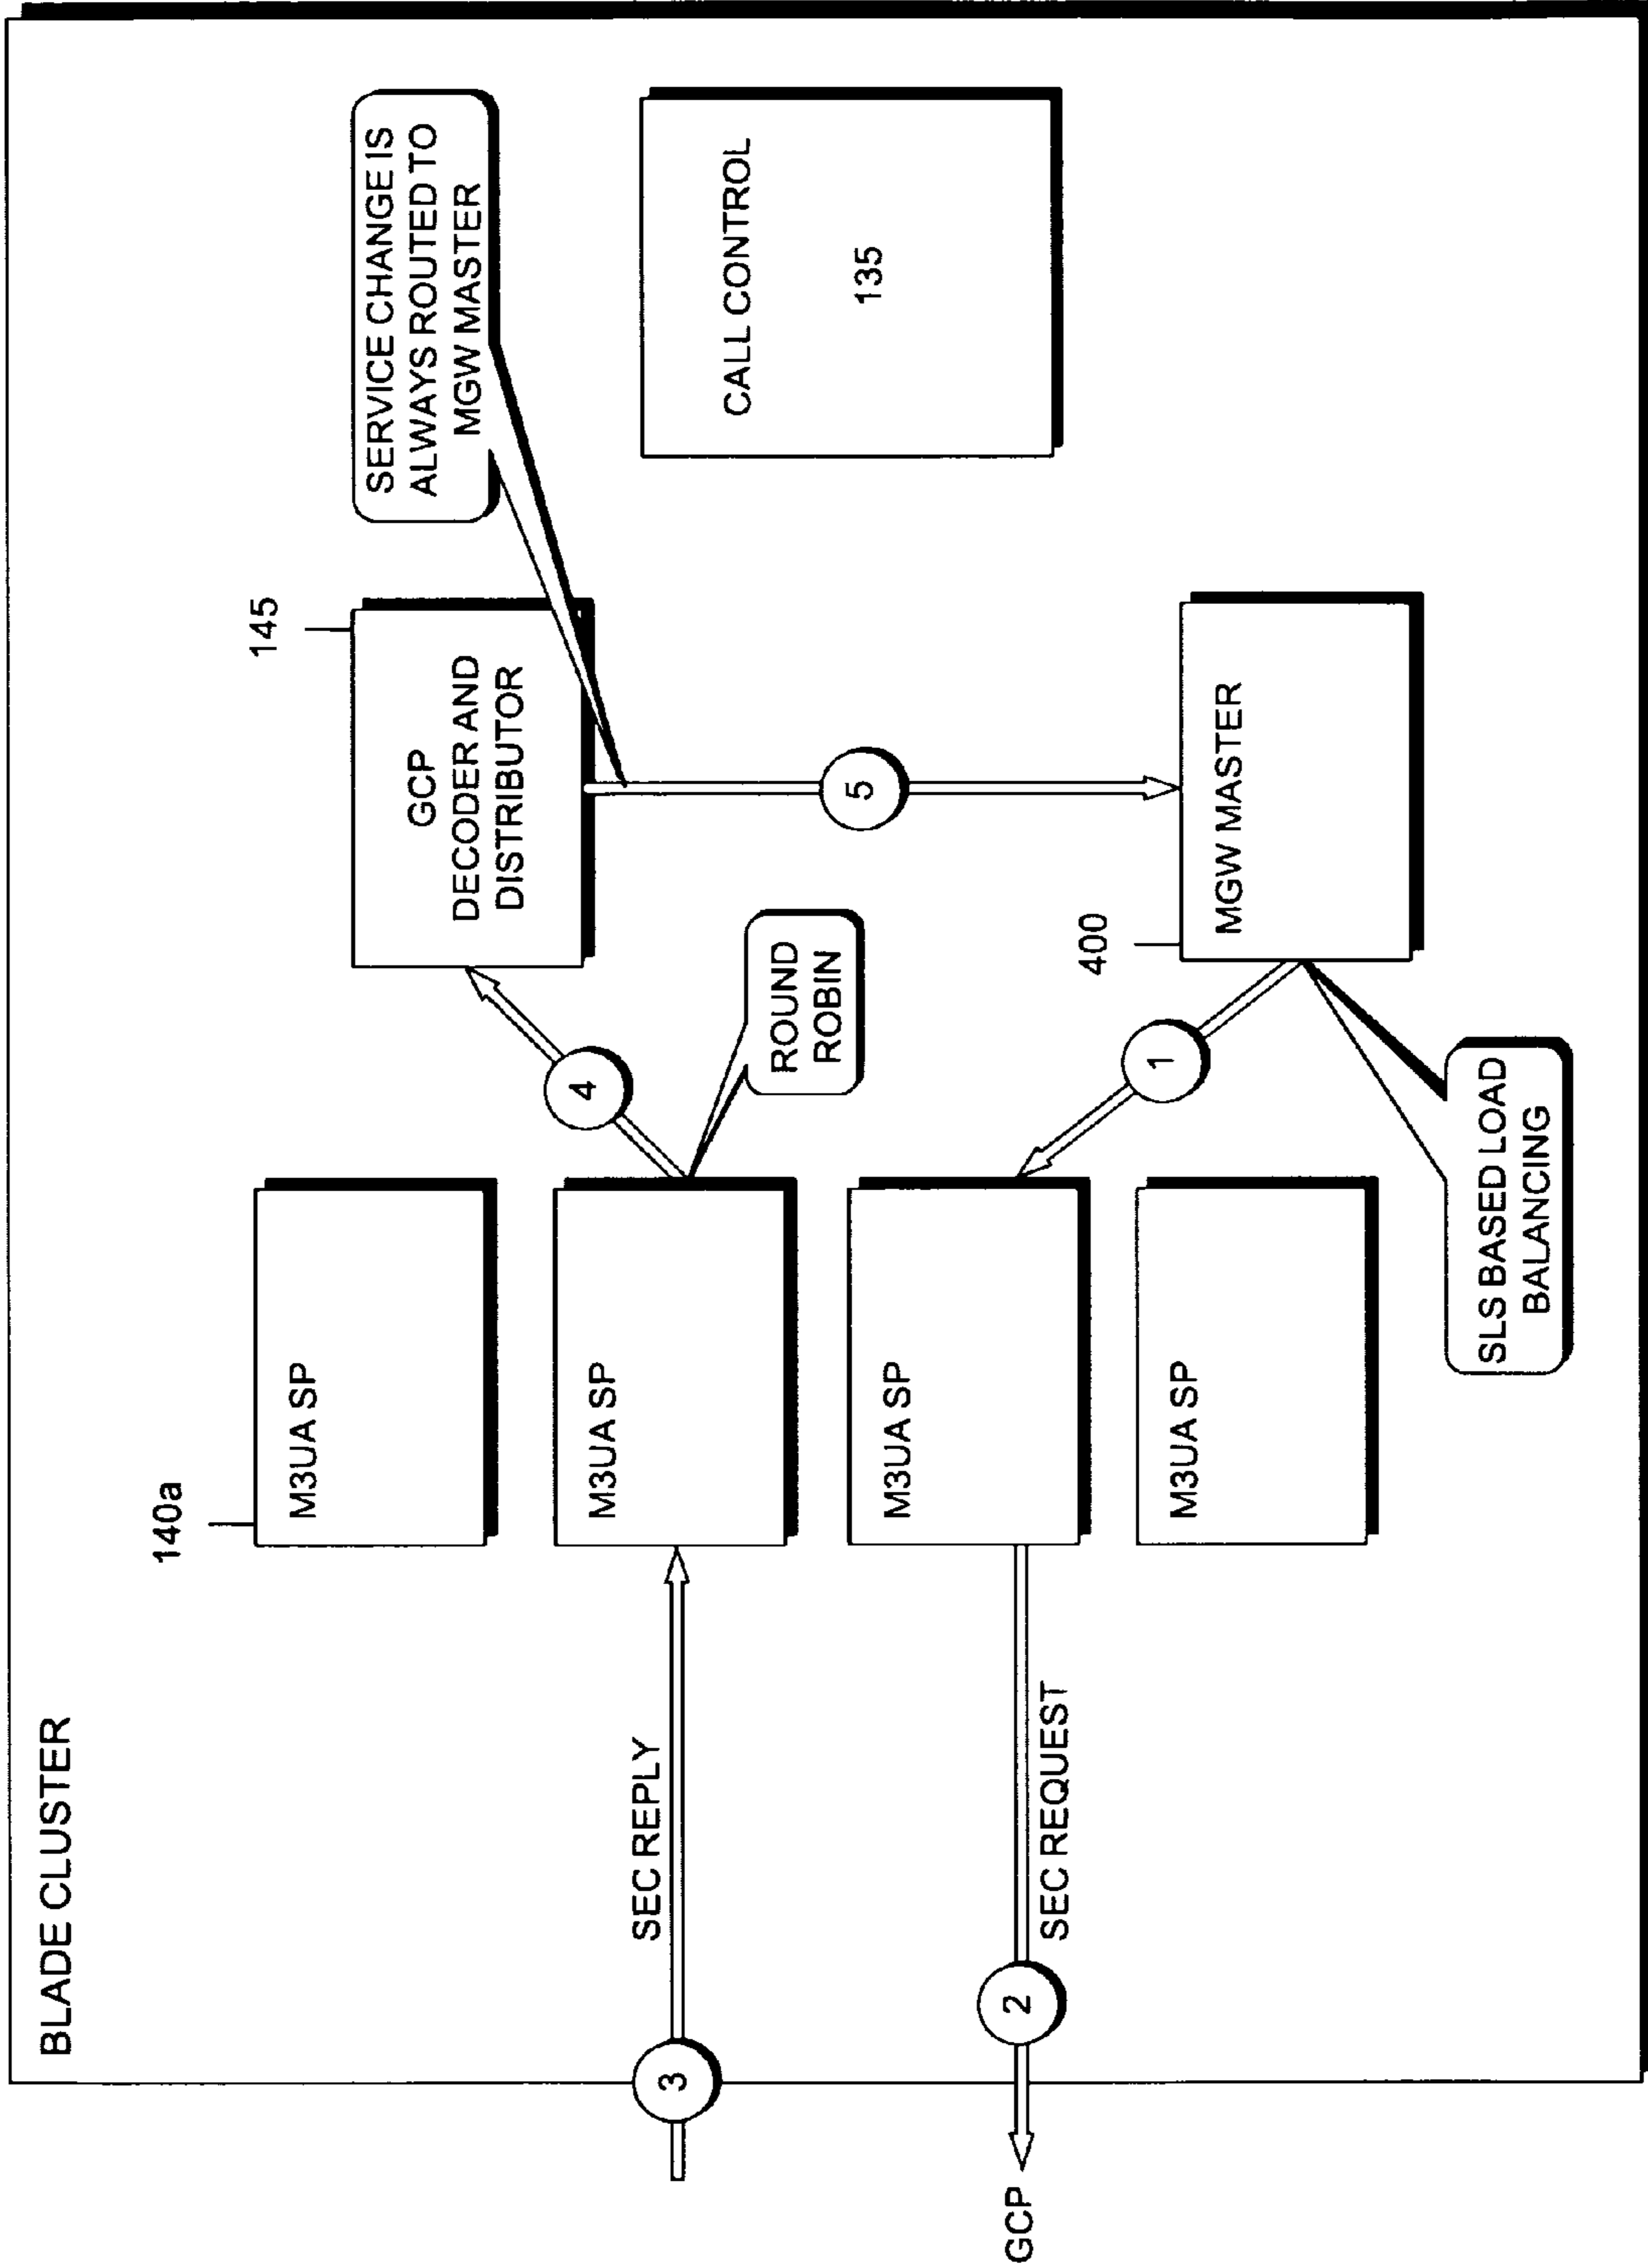 BLADE CLUSTER
140a
M3UA SP
M3UA SP
M3UA SP
M3UA SP
SEC REPLY
3
SEC REQUEST
2
GCP
4
ROUND
ROBIN
145
GCP
DECODER AND
DISTRIBUTOR
SERVICE CHANGE IS
ALWAYS ROUTED TO
MGW MASTER
5
CALL CONTROL
135
400
MGW MASTER
1
SLS BASED LOAD
BALANCING